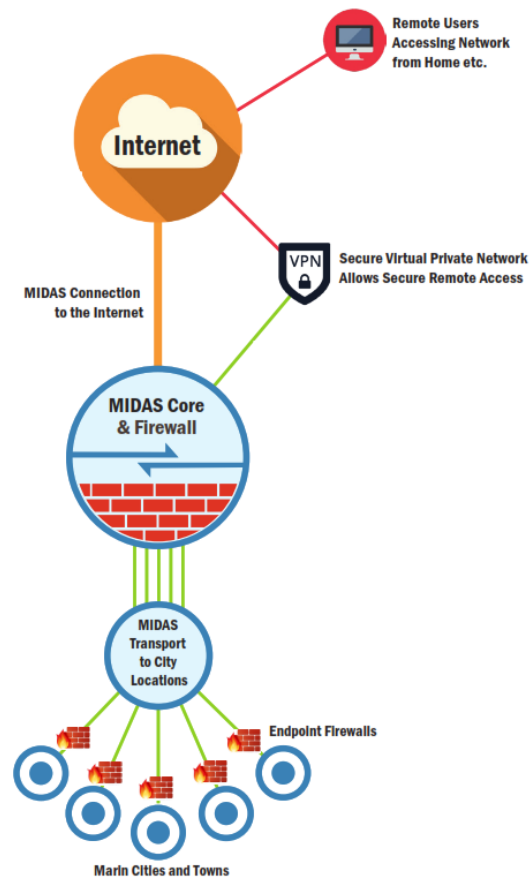 Remote Users
Accessing Network
from Home etc.
Internet
VPN
Secure Virtual Private Network
Allows Secure Remote Access
MIDAS Connection
to the Internet
MIDAS Core
& Firewall
MIDAS
Transport
to City
Locations
Endpoint Firewalls
Marin Cities and Towns